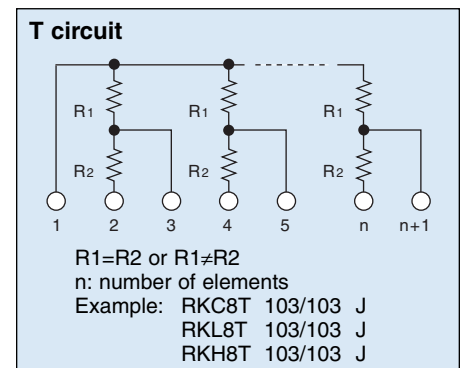 T circuit
R1 R1 R1
R2 R2 R2
1 2 3 4 5 n n+1
R1=R2 or R1≠R2
n: number of elements
Example: RKC8T 103/103 J
RKL8T 103/103 J
RKH8T 103/103 J